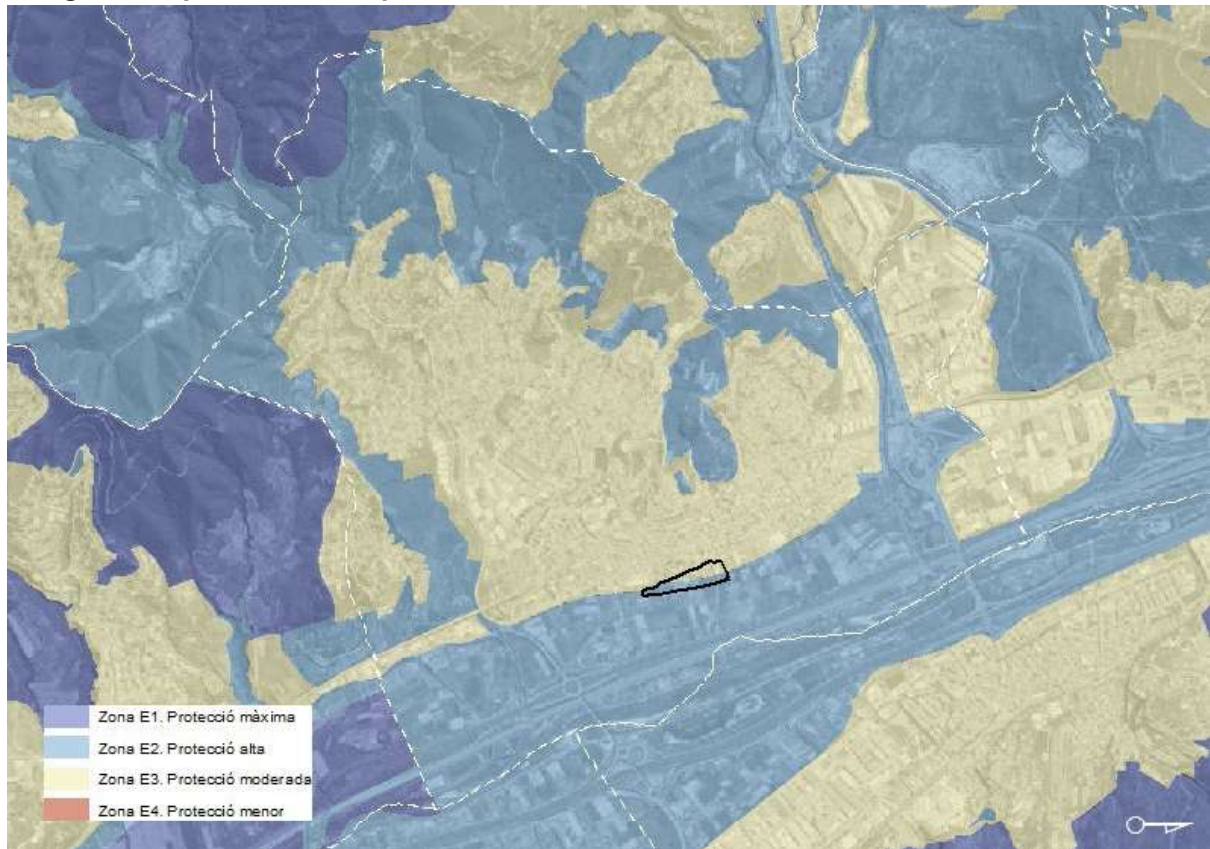 Zona E1. Protecció màxima
Zona E2. Protecció alta
Zona E3. Protecció moderada
Zona E4. Protecció menor